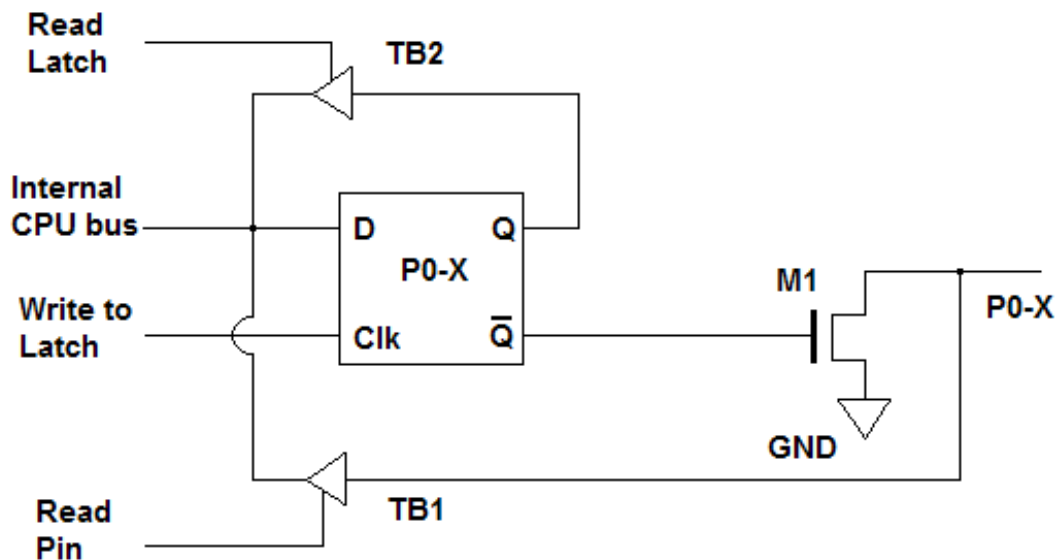 Read
Latch
TB2
Internal
CPU bus
D
Q
P0-X
M1
P0-X
Write to
Latch
Clk
Q̅
GND
TB1
Read
Pin